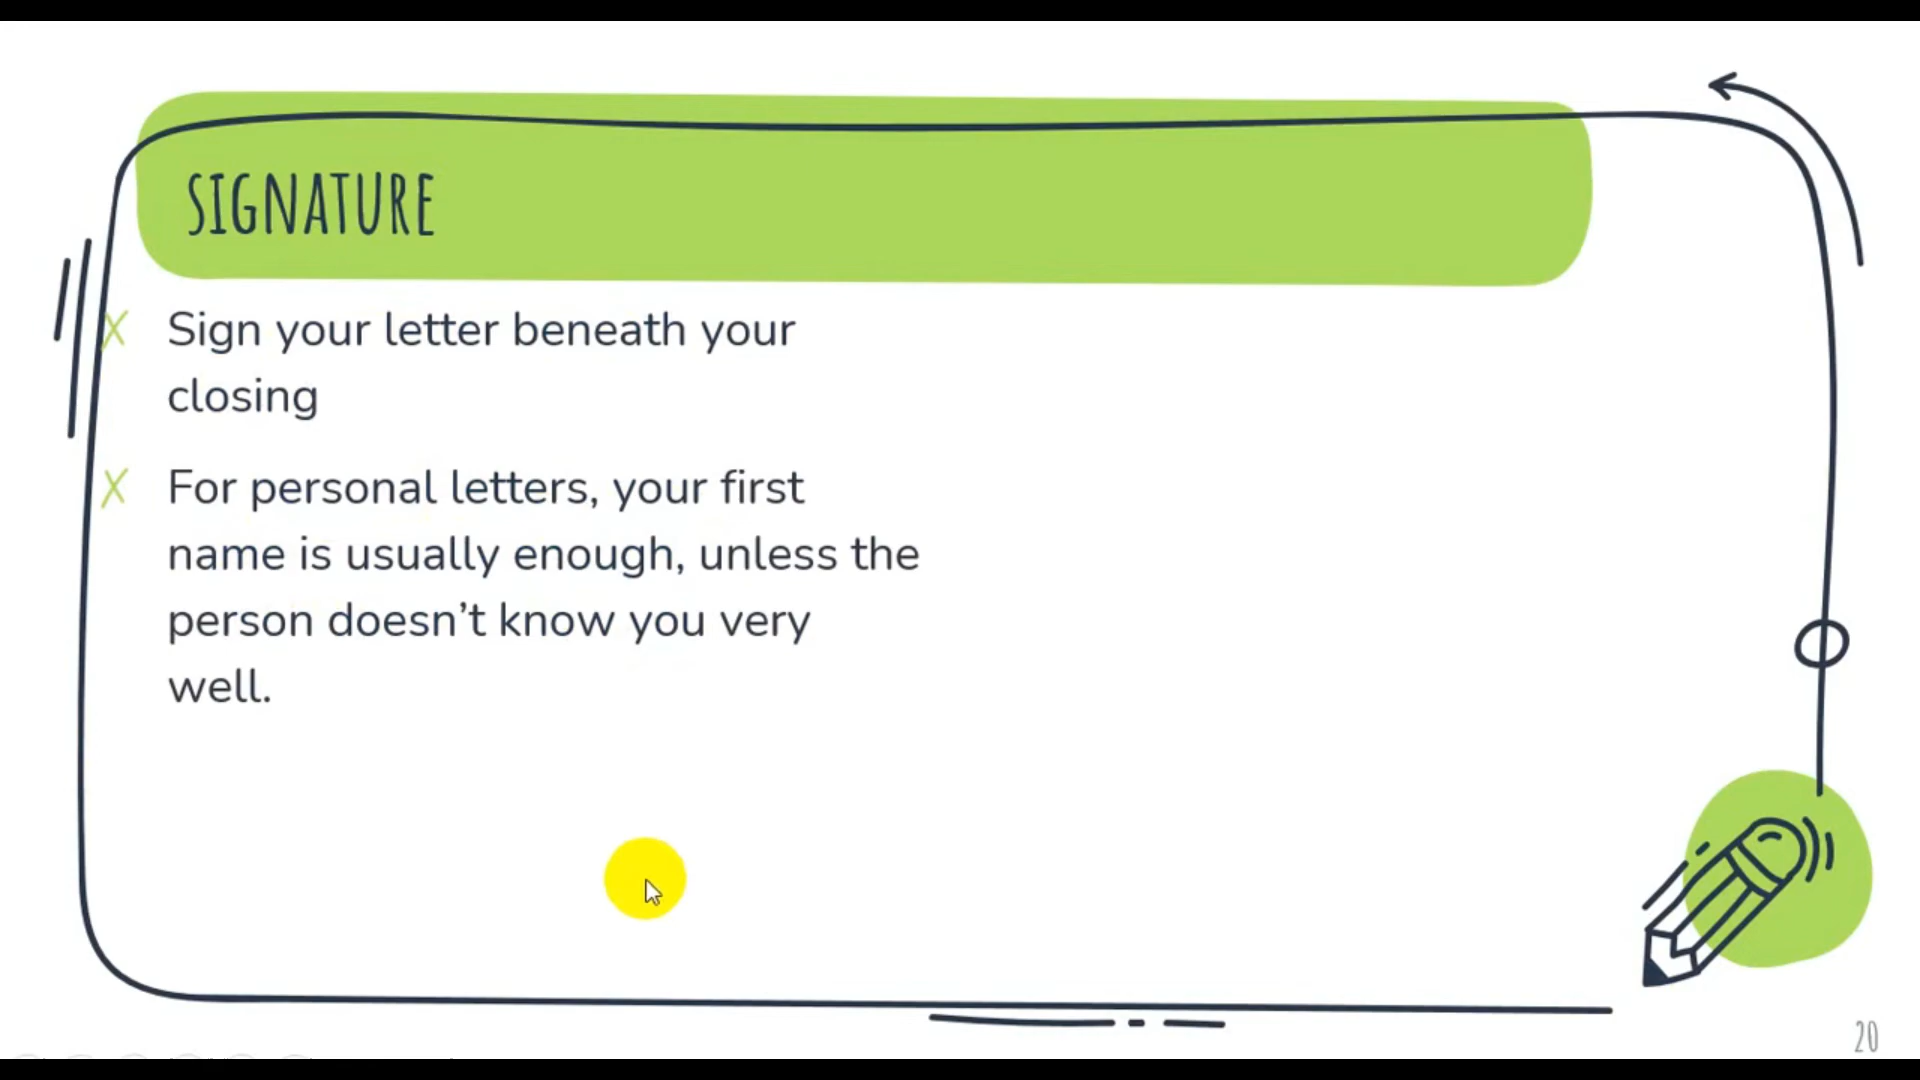 SIGNATURE
X Sign your letter beneath your
closing
X For personal letters, your first
name is usually enough, unless the
person doesn’t know you very
well.
20